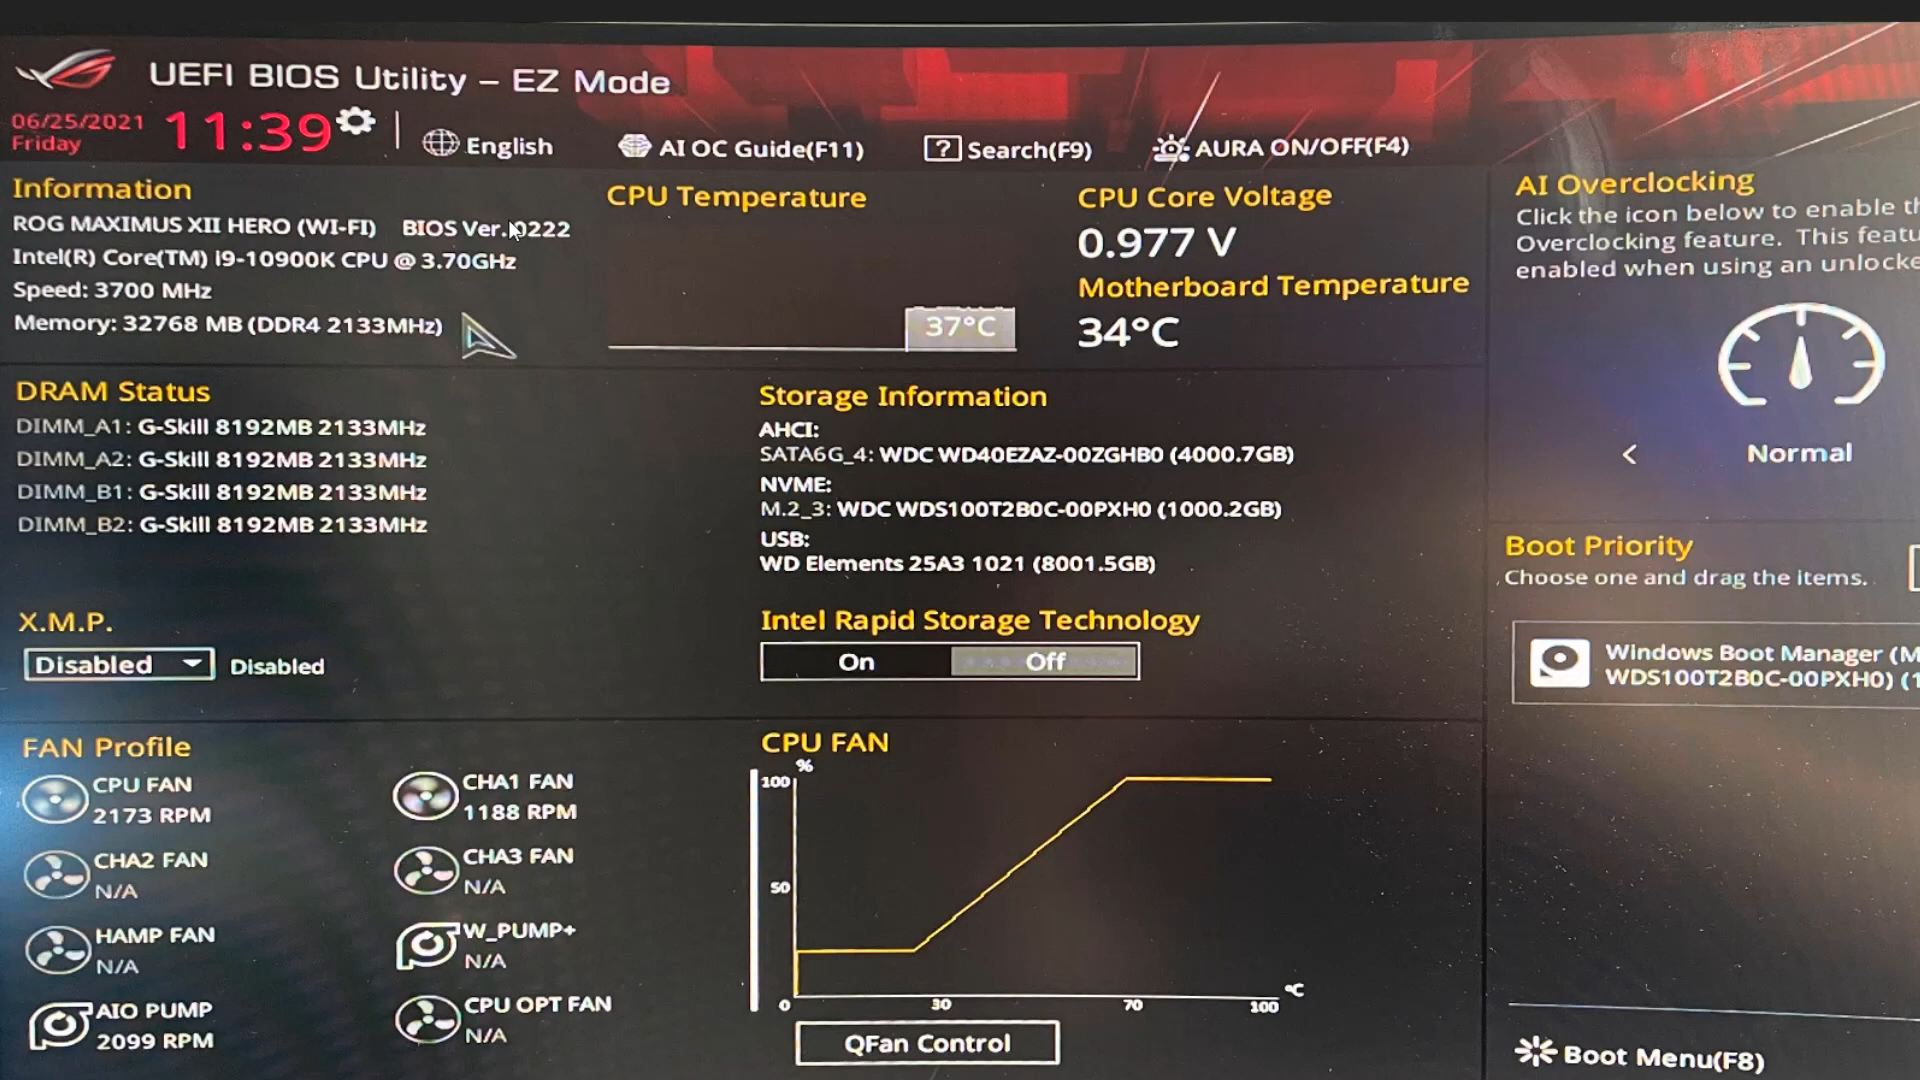 UEFI BIOS Utility – EZ Mode
06/25/2021
Friday
11:39
English
AI OC Guide(F11)
? Search(F9)
AURA ON/OFF(F4)
Information
ROG MAXIMUS XII HERO (WI-FI) BIOS Ver. 0222
Intel(R) Core(TM) i9-10900K CPU @ 3.70GHz
Speed: 3700 MHz
Memory: 32768 MB (DDR4 2133MHz)
CPU Temperature
37°C
CPU Core Voltage
0.977 V
Motherboard Temperature
34°C
AI Overclocking
Click the icon below to enable
Overclocking feature. This
enabled when using an
< Normal
DRAM Status
DIMM_A1: G-Skill 8192MB 2133MHz
DIMM_A2: G-Skill 8192MB 2133MHz
DIMM_B1: G-Skill 8192MB 2133MHz
DIMM_B2: G-Skill 8192MB 2133MHz
Storage Information
AHCI:
SATA6G_4: WDC WD40EZAZ-00ZGHB0 (4000.7GB)
NVME:
M.2_3: WDC WDS100T2B0C-00PXH0 (1000.2GB)
USB:
WD Elements 25A3 1021 (8001.5GB)
X.M.P.
Disabled Disabled
Intel Rapid Storage Technology
On Off
Boot Priority
Choose one and drag the items.
Windows Boot Manager (M
WDS100T2B0C-00PXH0) (1
FAN Profile
CPU FAN
2173 RPM
CHA1 FAN
1188 RPM
CHA2 FAN
N/A
CHA3 FAN
N/A
HAMP FAN
N/A
W_PUMP+
N/A
AIO PUMP
2099 RPM
CPU OPT FAN
N/A
CPU FAN
%
100
50
0
30
70
100
°C
QFan Control
Boot Menu(F8)